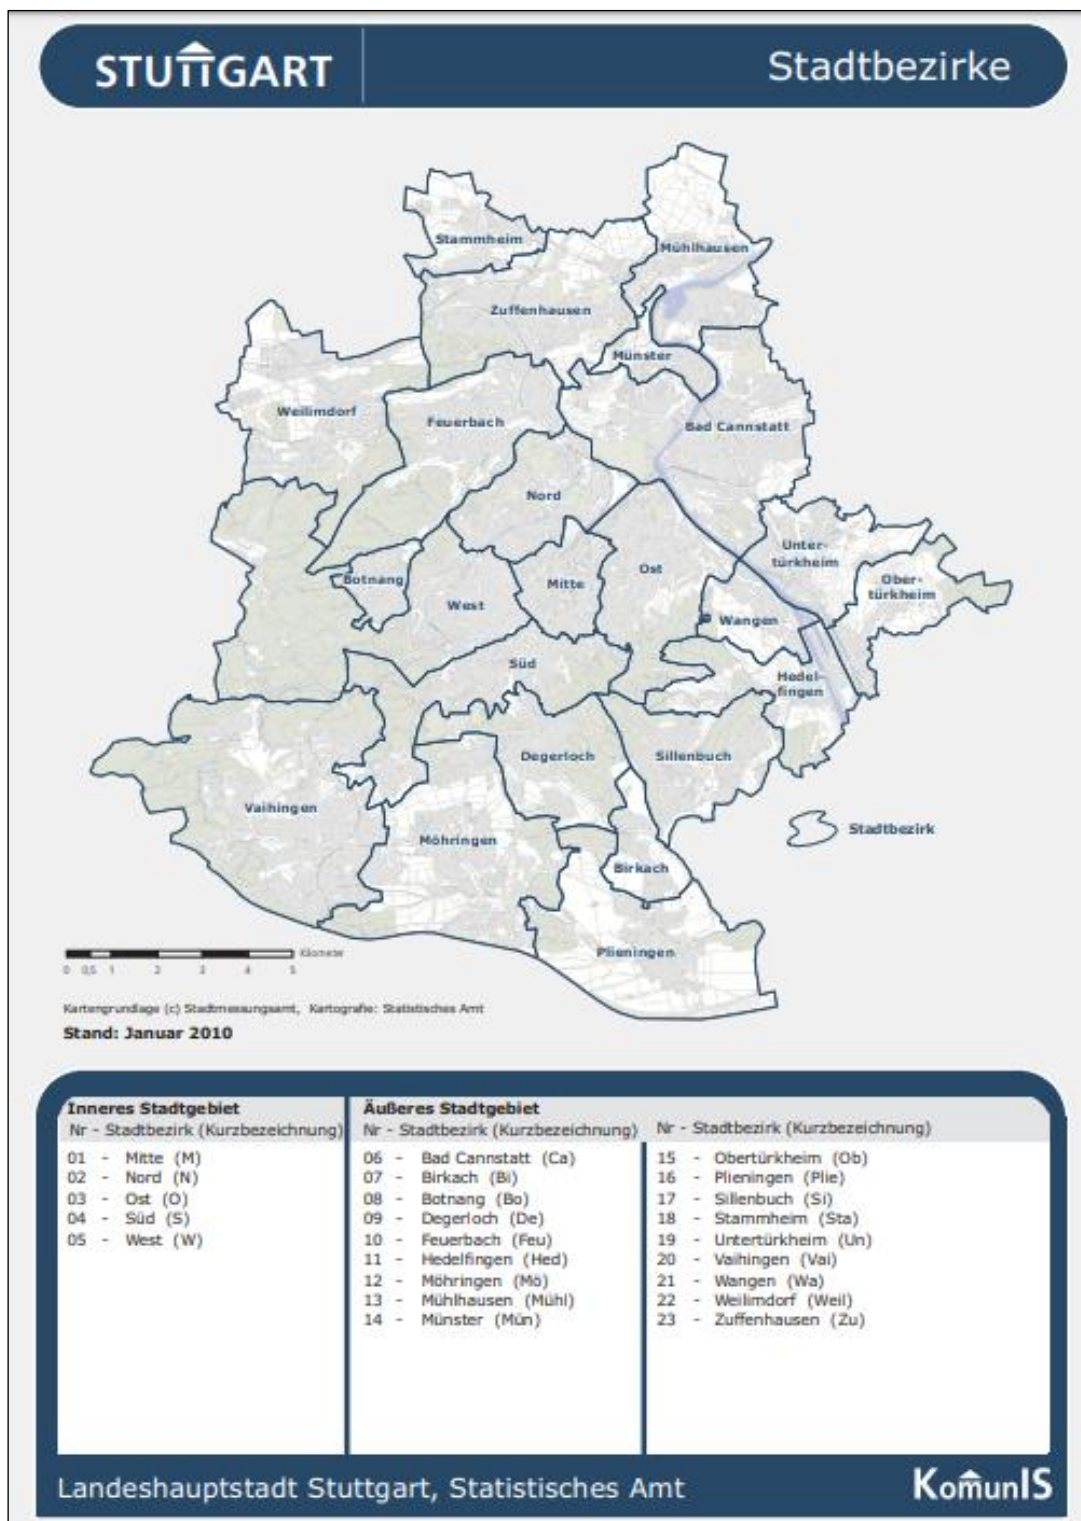 STUTTGART
Stadtbezirke
Stammheim
Mühlhausen
Zuffenhausen
Münster
Weilimdorf
Feuerbach
Bad Cannstatt
Nord
Unter-
türkheim
Botnang
West
Mitte
Ost
Ober-
türkheim
Wangen
Süd
Hedel-
fingen
Degerloch
Sillenbuch
Vaihingen
Möhringen
Stadtbezirk
Birkach
Plieningen
Kilometer
0 0,5 1 2 3 4 5
Kartengrundlage (c) Stadtmessungsamt, Kartografie: Statistisches Amt
Stand: Januar 2010
Inneres Stadtgebiet
Nr - Stadtbezirk (Kurzbezeichnung)
01 - Mitte (M)
02 - Nord (N)
03 - Ost (O)
04 - Süd (S)
05 - West (W)
Äußeres Stadtgebiet
Nr - Stadtbezirk (Kurzbezeichnung)
06 - Bad Cannstatt (Ca)
07 - Birkach (Bi)
08 - Botnang (Bo)
09 - Degerloch (De)
10 - Feuerbach (Feu)
11 - Hedelfingen (Hed)
12 - Möhringen (Mö)
13 - Mühlhausen (Mühl)
14 - Münster (Mün)
Nr - Stadtbezirk (Kurzbezeichnung)
15 - Obertürkheim (Ob)
16 - Plieningen (Plie)
17 - Sillenbuch (Si)
18 - Stammheim (Sta)
19 - Untertürkheim (Un)
20 - Vaihingen (Vai)
21 - Wangen (Wa)
22 - Weilimdorf (Weil)
23 - Zuffenhausen (Zu)
Landeshauptstadt Stuttgart, Statistisches Amt
KomunIS